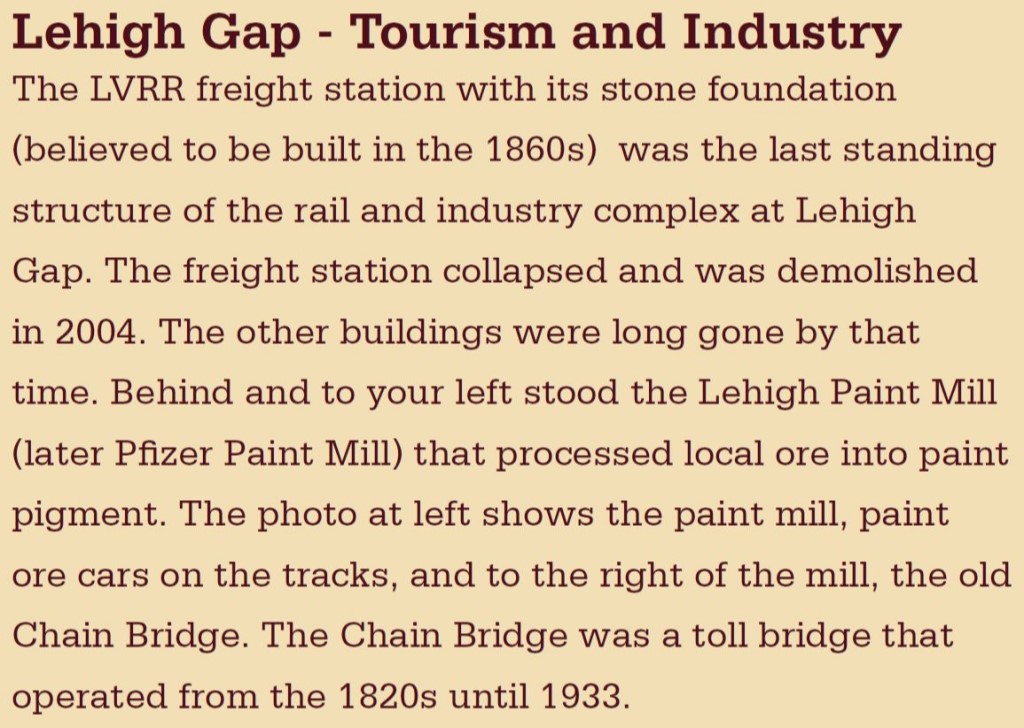 Lehigh Gap - Tourism and Industry
The LVRR freight station with its stone foundation
(believed to be built in the 1860s)  was the last standing
structure of the rail and industry complex at Lehigh
Gap. The freight station collapsed and was demolished
in 2004. The other buildings were long gone by that
time. Behind and to your left stood the Lehigh Paint Mill
(later Pfizer Paint Mill) that processed local ore into paint
pigment. The photo at left shows the paint mill, paint
ore cars on the tracks, and to the right of the mill, the old
Chain Bridge. The Chain Bridge was a toll bridge that
operated from the 1820s until 1933.